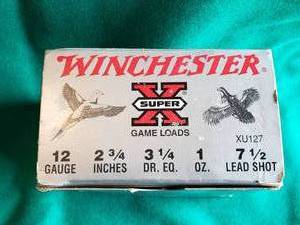 WINCHESTER
X
SUPER
GAME LOADS
XU127
12 2 3/4 3 1/4 1 7 1/2
GAUGE INCHES DR. EQ. OZ. LEAD SHOT